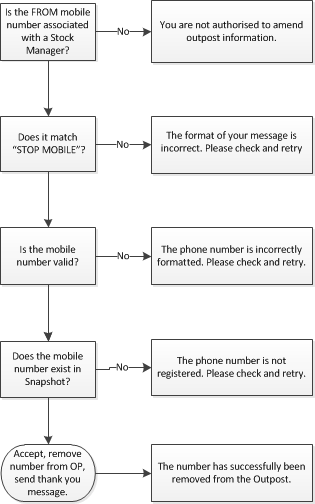 Is the FROM mobile
number associated
with a Stock
Manager?
No
You are not authorised to amend
outpost information.
Does it match
“STOP MOBILE”?
No
The format of your message is
incorrect. Please check and retry
Is the mobile
number valid?
No
The phone number is incorrectly
formatted. Please check and retry.
Does the mobile
number exist in
Snapshot?
No
The phone number is not
registered. Please check and retry.
Accept, remove
number from OP,
send thank you
message.
The number has successfully been
removed from the Outpost.